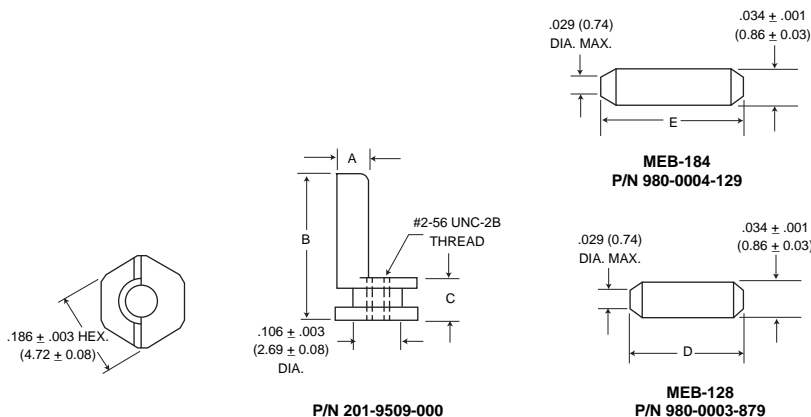 .029 (0.74)
DIA. MAX.
.034 ± .001
(0.86 ± 0.03)
E
MEB-184
P/N 980-0004-129
A
B
#2-56 UNC-2B
THREAD
C
.186 ± .003 HEX.
(4.72 ± 0.08)
.106 ± .003
(2.69 ± 0.08)
DIA.
P/N 201-9509-000
.029 (0.74)
DIA. MAX.
.034 ± .001
(0.86 ± 0.03)
D
MEB-128
P/N 980-0003-879